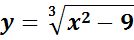 y = ∛(x² − 9)